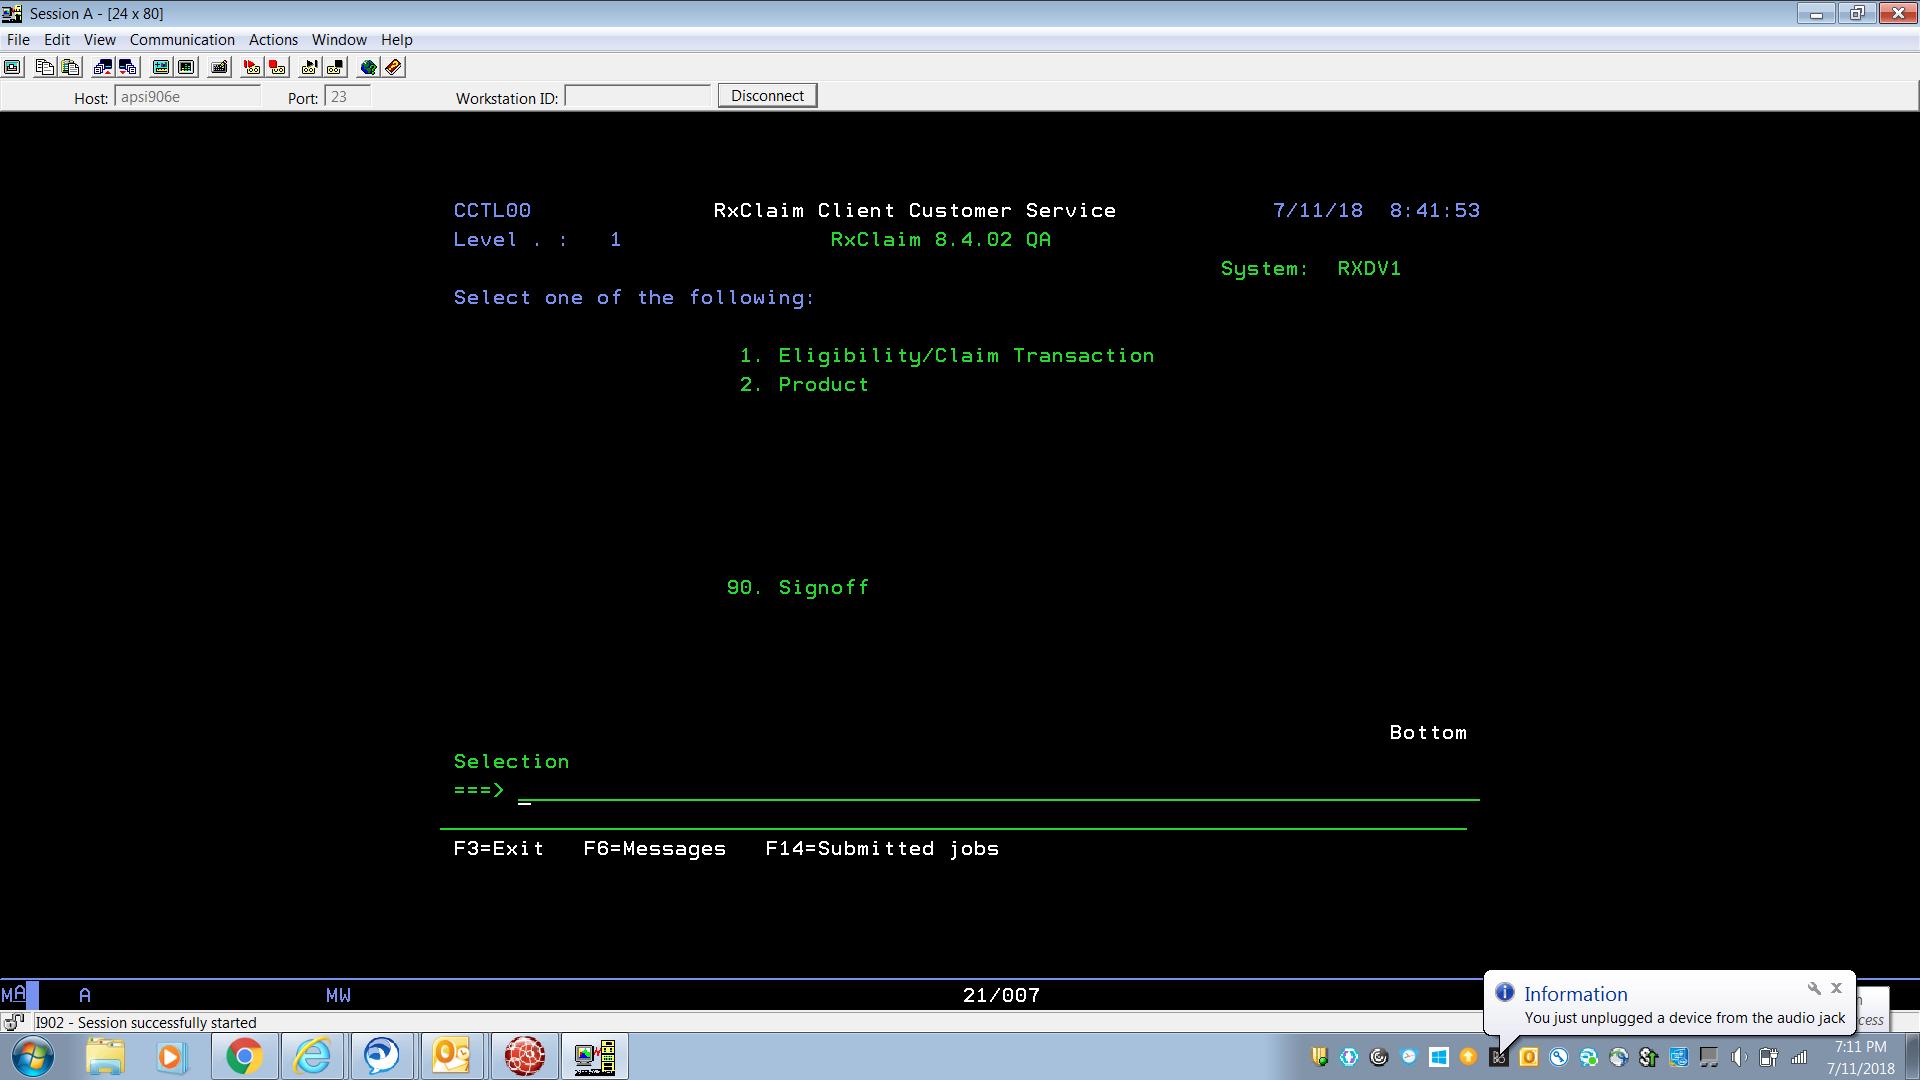 Session A - [24 x 80]
File Edit View Communication Actions Window Help
Host: apsi906e Port: 23 Workstation ID: Disconnect
CCTL00 RxClaim Client Customer Service 7/11/18 8:41:53
Level . : 1 RxClaim 8.4.02 QA
System: RXDV1
Select one of the following:
1. Eligibility/Claim Transaction
2. Product
90. Signoff
Bottom
Selection
===>
F3=Exit F6=Messages F14=Submitted jobs
MA A MW 21/007
Information
I902 - Session successfully started
You just unplugged a device from the audio jack
7:11 PM
7/11/2018